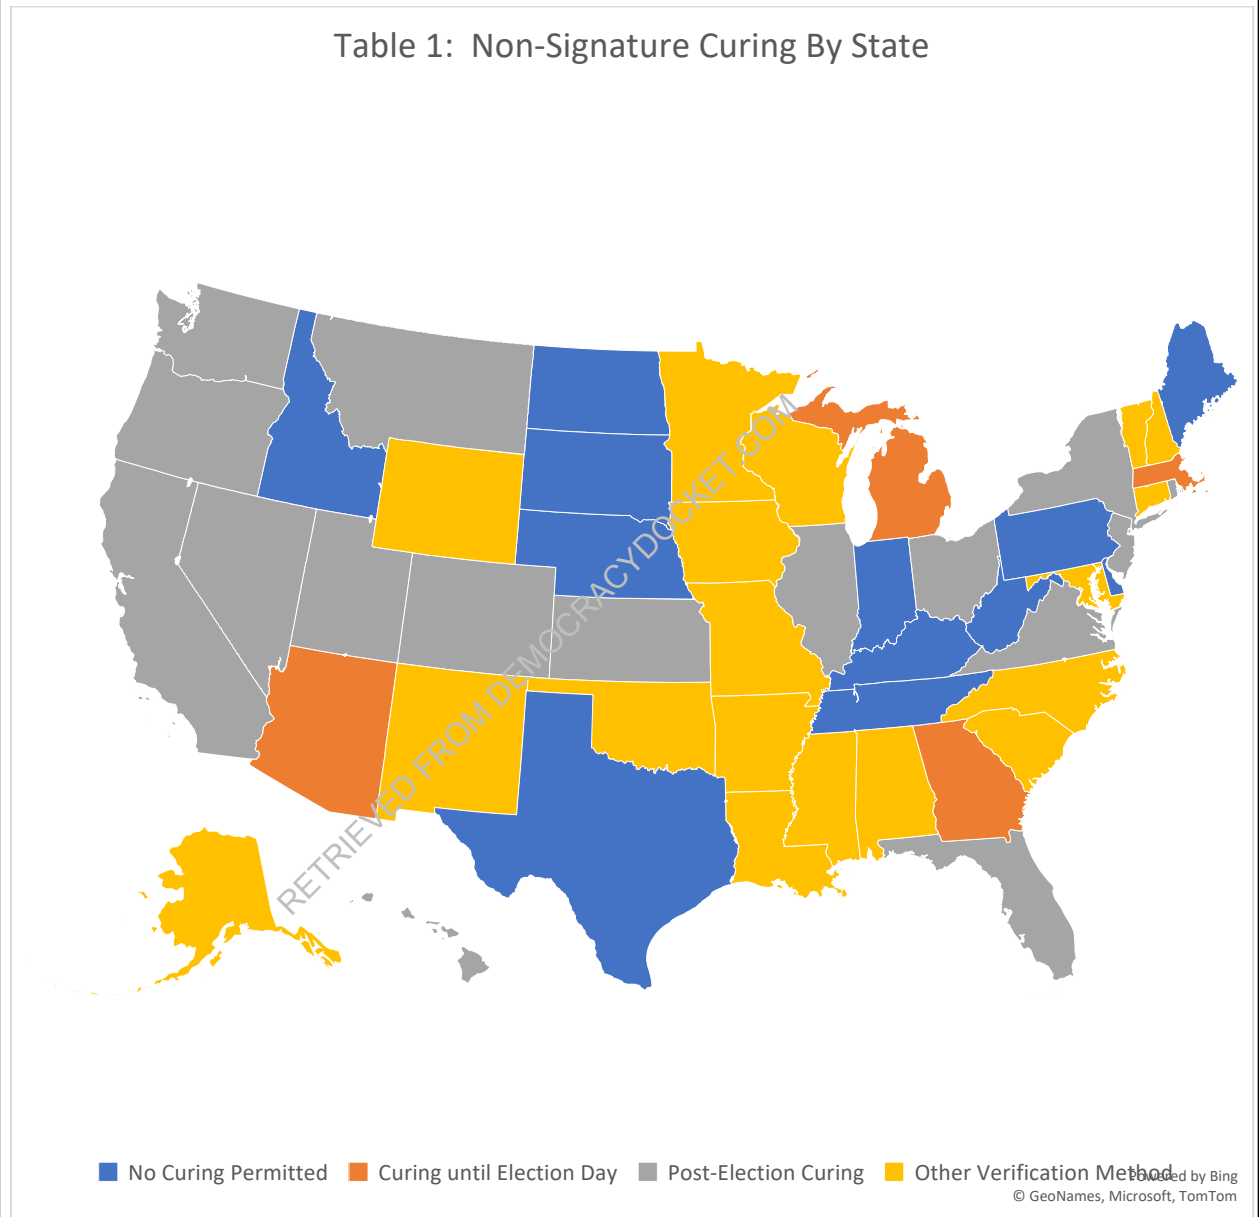 Table 1:  Non-Signature Curing By State
RETRIEVED FROM DEMOCRACYDOCKET.COM
No Curing Permitted
Curing until Election Day
Post-Election Curing
Other Verification Method
Powered by Bing
© GeoNames, Microsoft, TomTom